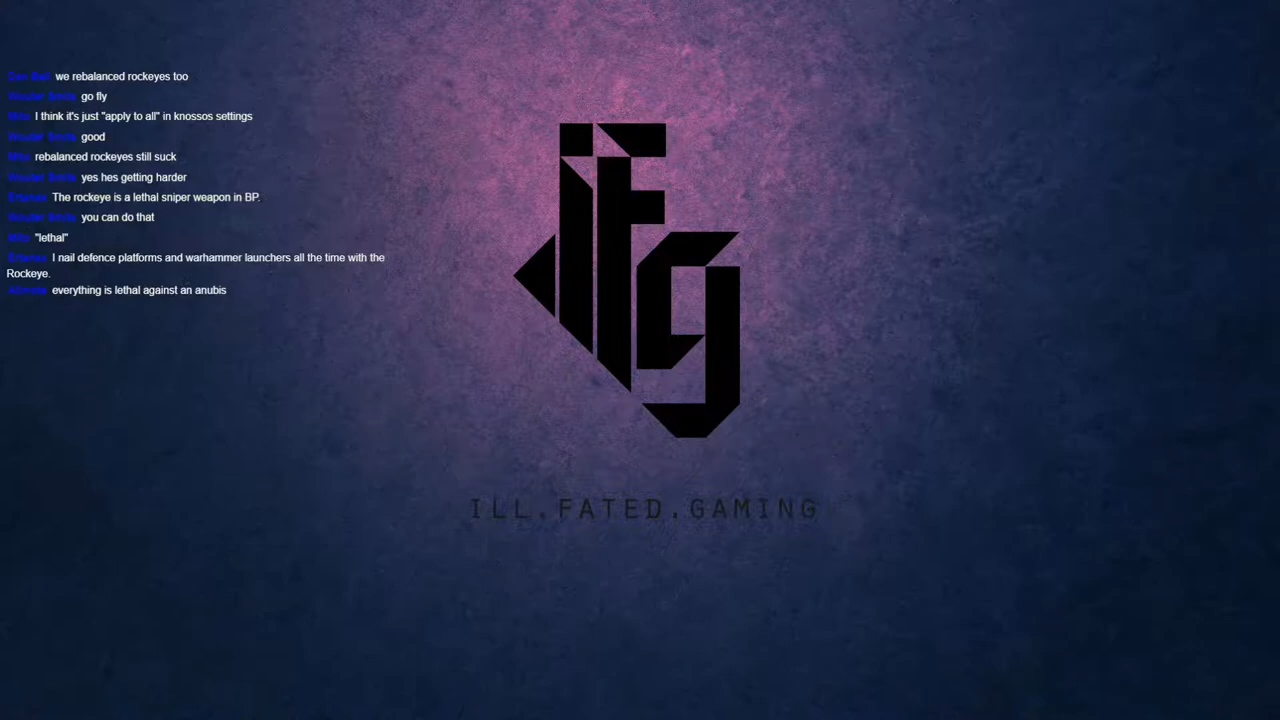 we rebalanced rockeyes too
go fly
I think it's just "apply to all" in knossos settings
good
rebalanced rockeyes still suck
yes hes getting harder
The rockeye is a lethal sniper weapon in BP.
you can do that
"lethal"
I nail defence platforms and warhammer launchers all the time with the
Rockeye.
everything is lethal against an anubis
iFg
ILL.FATED.GAMING